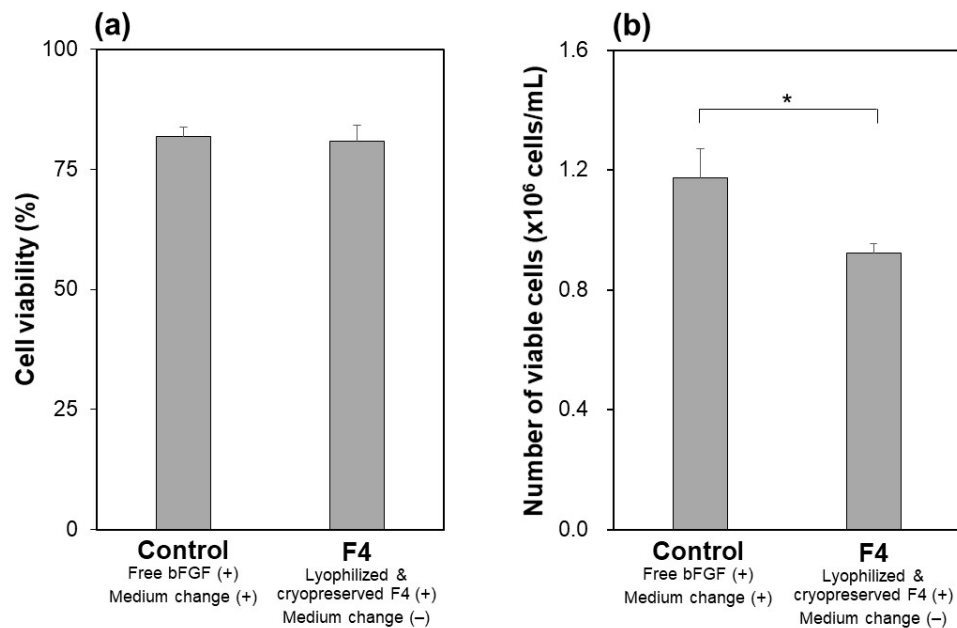 (a)
100
75
50
25
0
Cell viability (%)
Control
Free bFGF (+)
Medium change (+)
F4
Lyophilized &
cryopreserved F4 (+)
Medium change (–)
(b)
1.6
1.2
0.8
0.4
0.0
Number of viable cells (x10⁶ cells/mL)
*
Control
Free bFGF (+)
Medium change (+)
F4
Lyophilized &
cryopreserved F4 (+)
Medium change (–)